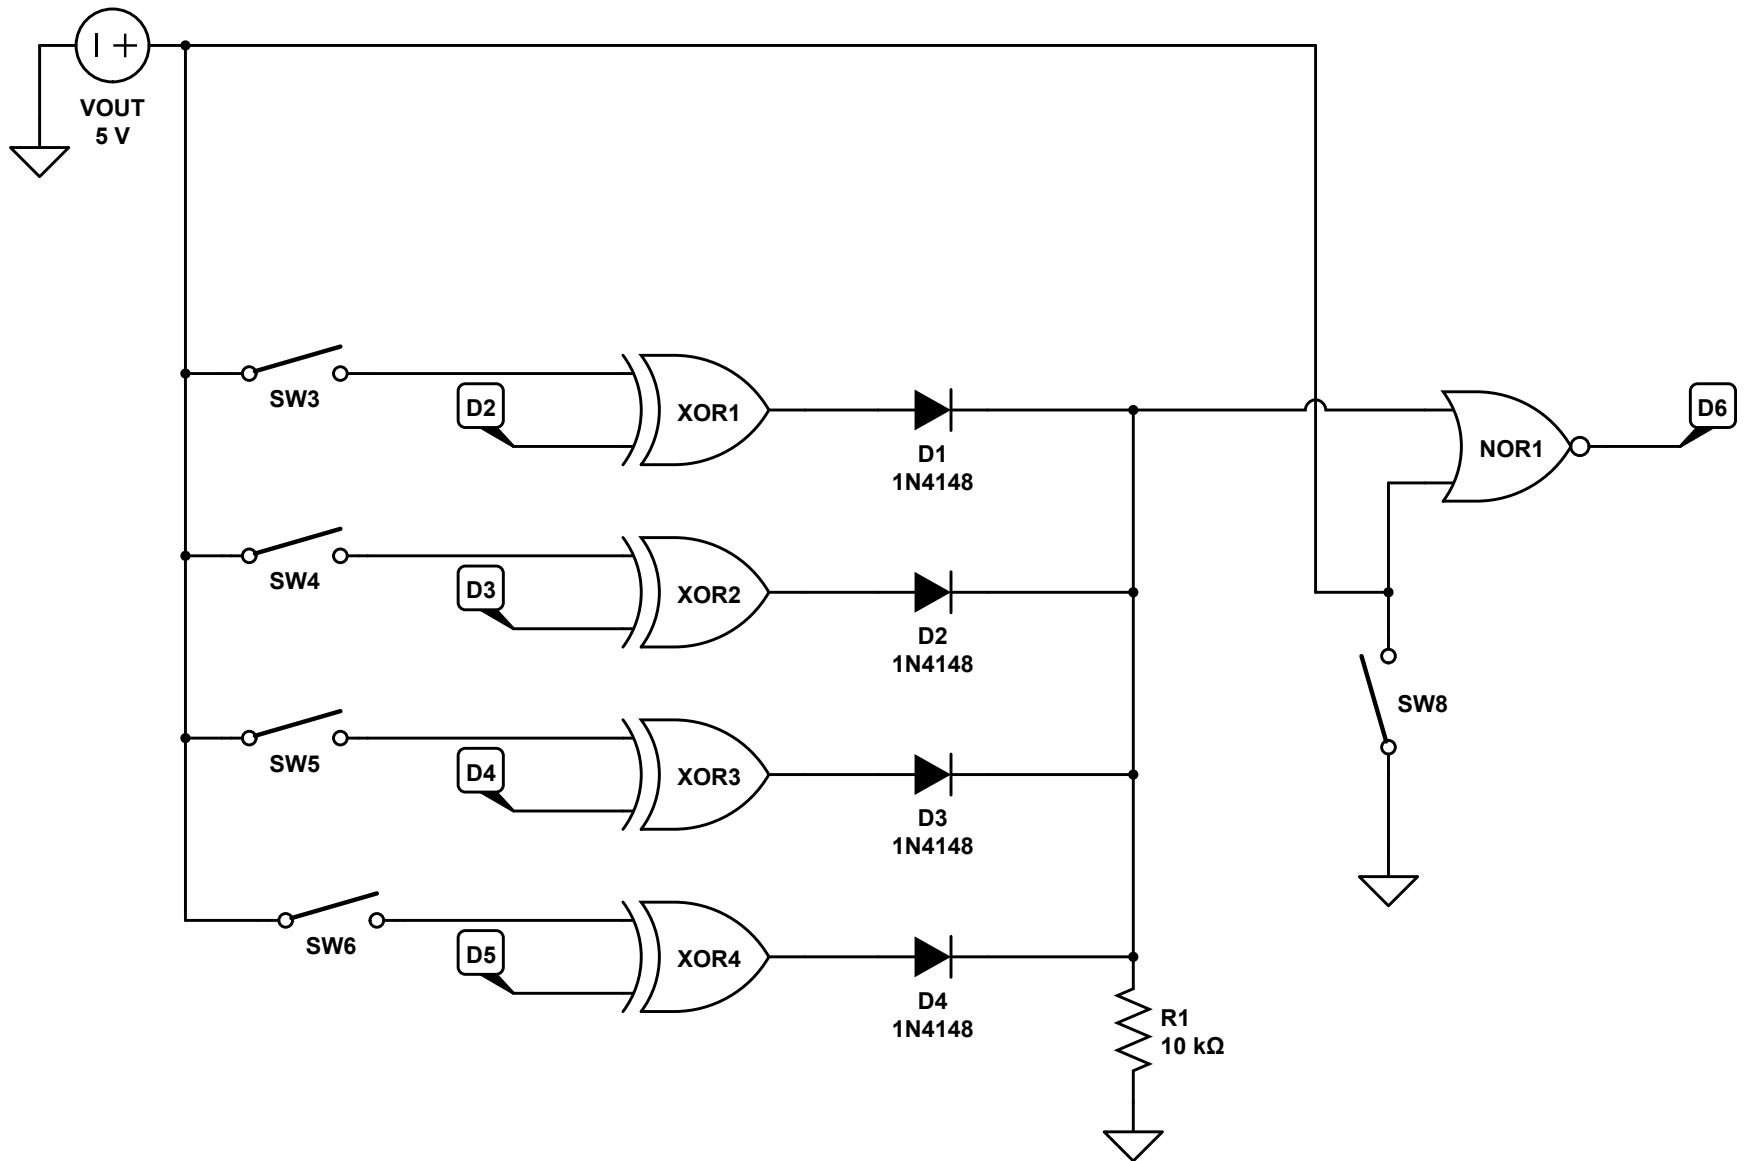 VOUT
5 V
SW3
D2
XOR1
D1
1N4148
NOR1
D6
SW4
D3
XOR2
D2
1N4148
SW5
D4
XOR3
D3
1N4148
SW8
SW6
D5
XOR4
D4
1N4148
R1
10 kΩ